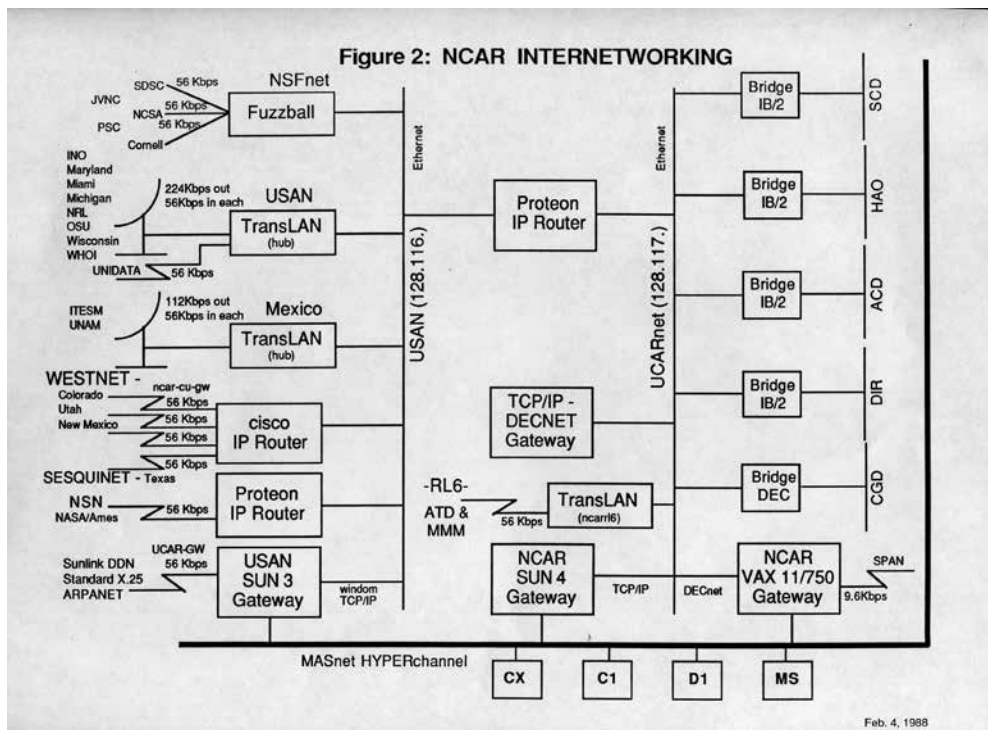 Figure 2: NCAR INTERNETWORKING
NSFnet
SDSC
56 Kbps
JVNC
NCSA
56 Kbps
56 Kbps
PSC
Cornell
Fuzzball
INO
Maryland
Miami
Michigan
NRL
OSU
Wisconsin
WHOI
UNIDATA
224Kbps out
56Kbps in each
56 Kbps
USAN
TransLAN
(hub)
ITESM
UNAM
112Kbps out
56Kbps in each
Mexico
TransLAN
(hub)
WESTNET -
ncar-cu-gw
Colorado
56 Kbps
Utah
56 Kbps
New Mexico
56 Kbps
56 Kbps
cisco
IP Router
SESQUINET - Texas
NSN
NASA/Ames
56 Kbps
Proteon
IP Router
UCAR-GW
Sunlink DDN
56 Kbps
Standard X.25
ARPANET
USAN
SUN 3
Gateway
windom
TCP/IP
Ethernet
USAN (128.116.)
Proteon
IP Router
Ethernet
UCARnet (128.117.)
TCP/IP -
DECNET
Gateway
-RL6-
ATD &
MMM
56 Kbps
TransLAN
(ncarrl6)
NCAR
SUN 4
Gateway
TCP/IP
DECnet
NCAR
VAX 11/750
Gateway
SPAN
9.6Kbps
Bridge
IB/2
SCD
Bridge
IB/2
HAO
Bridge
IB/2
ACD
Bridge
IB/2
DIR
Bridge
DEC
CGD
MASnet HYPERchannel
CX
C1
D1
MS
Feb. 4, 1988